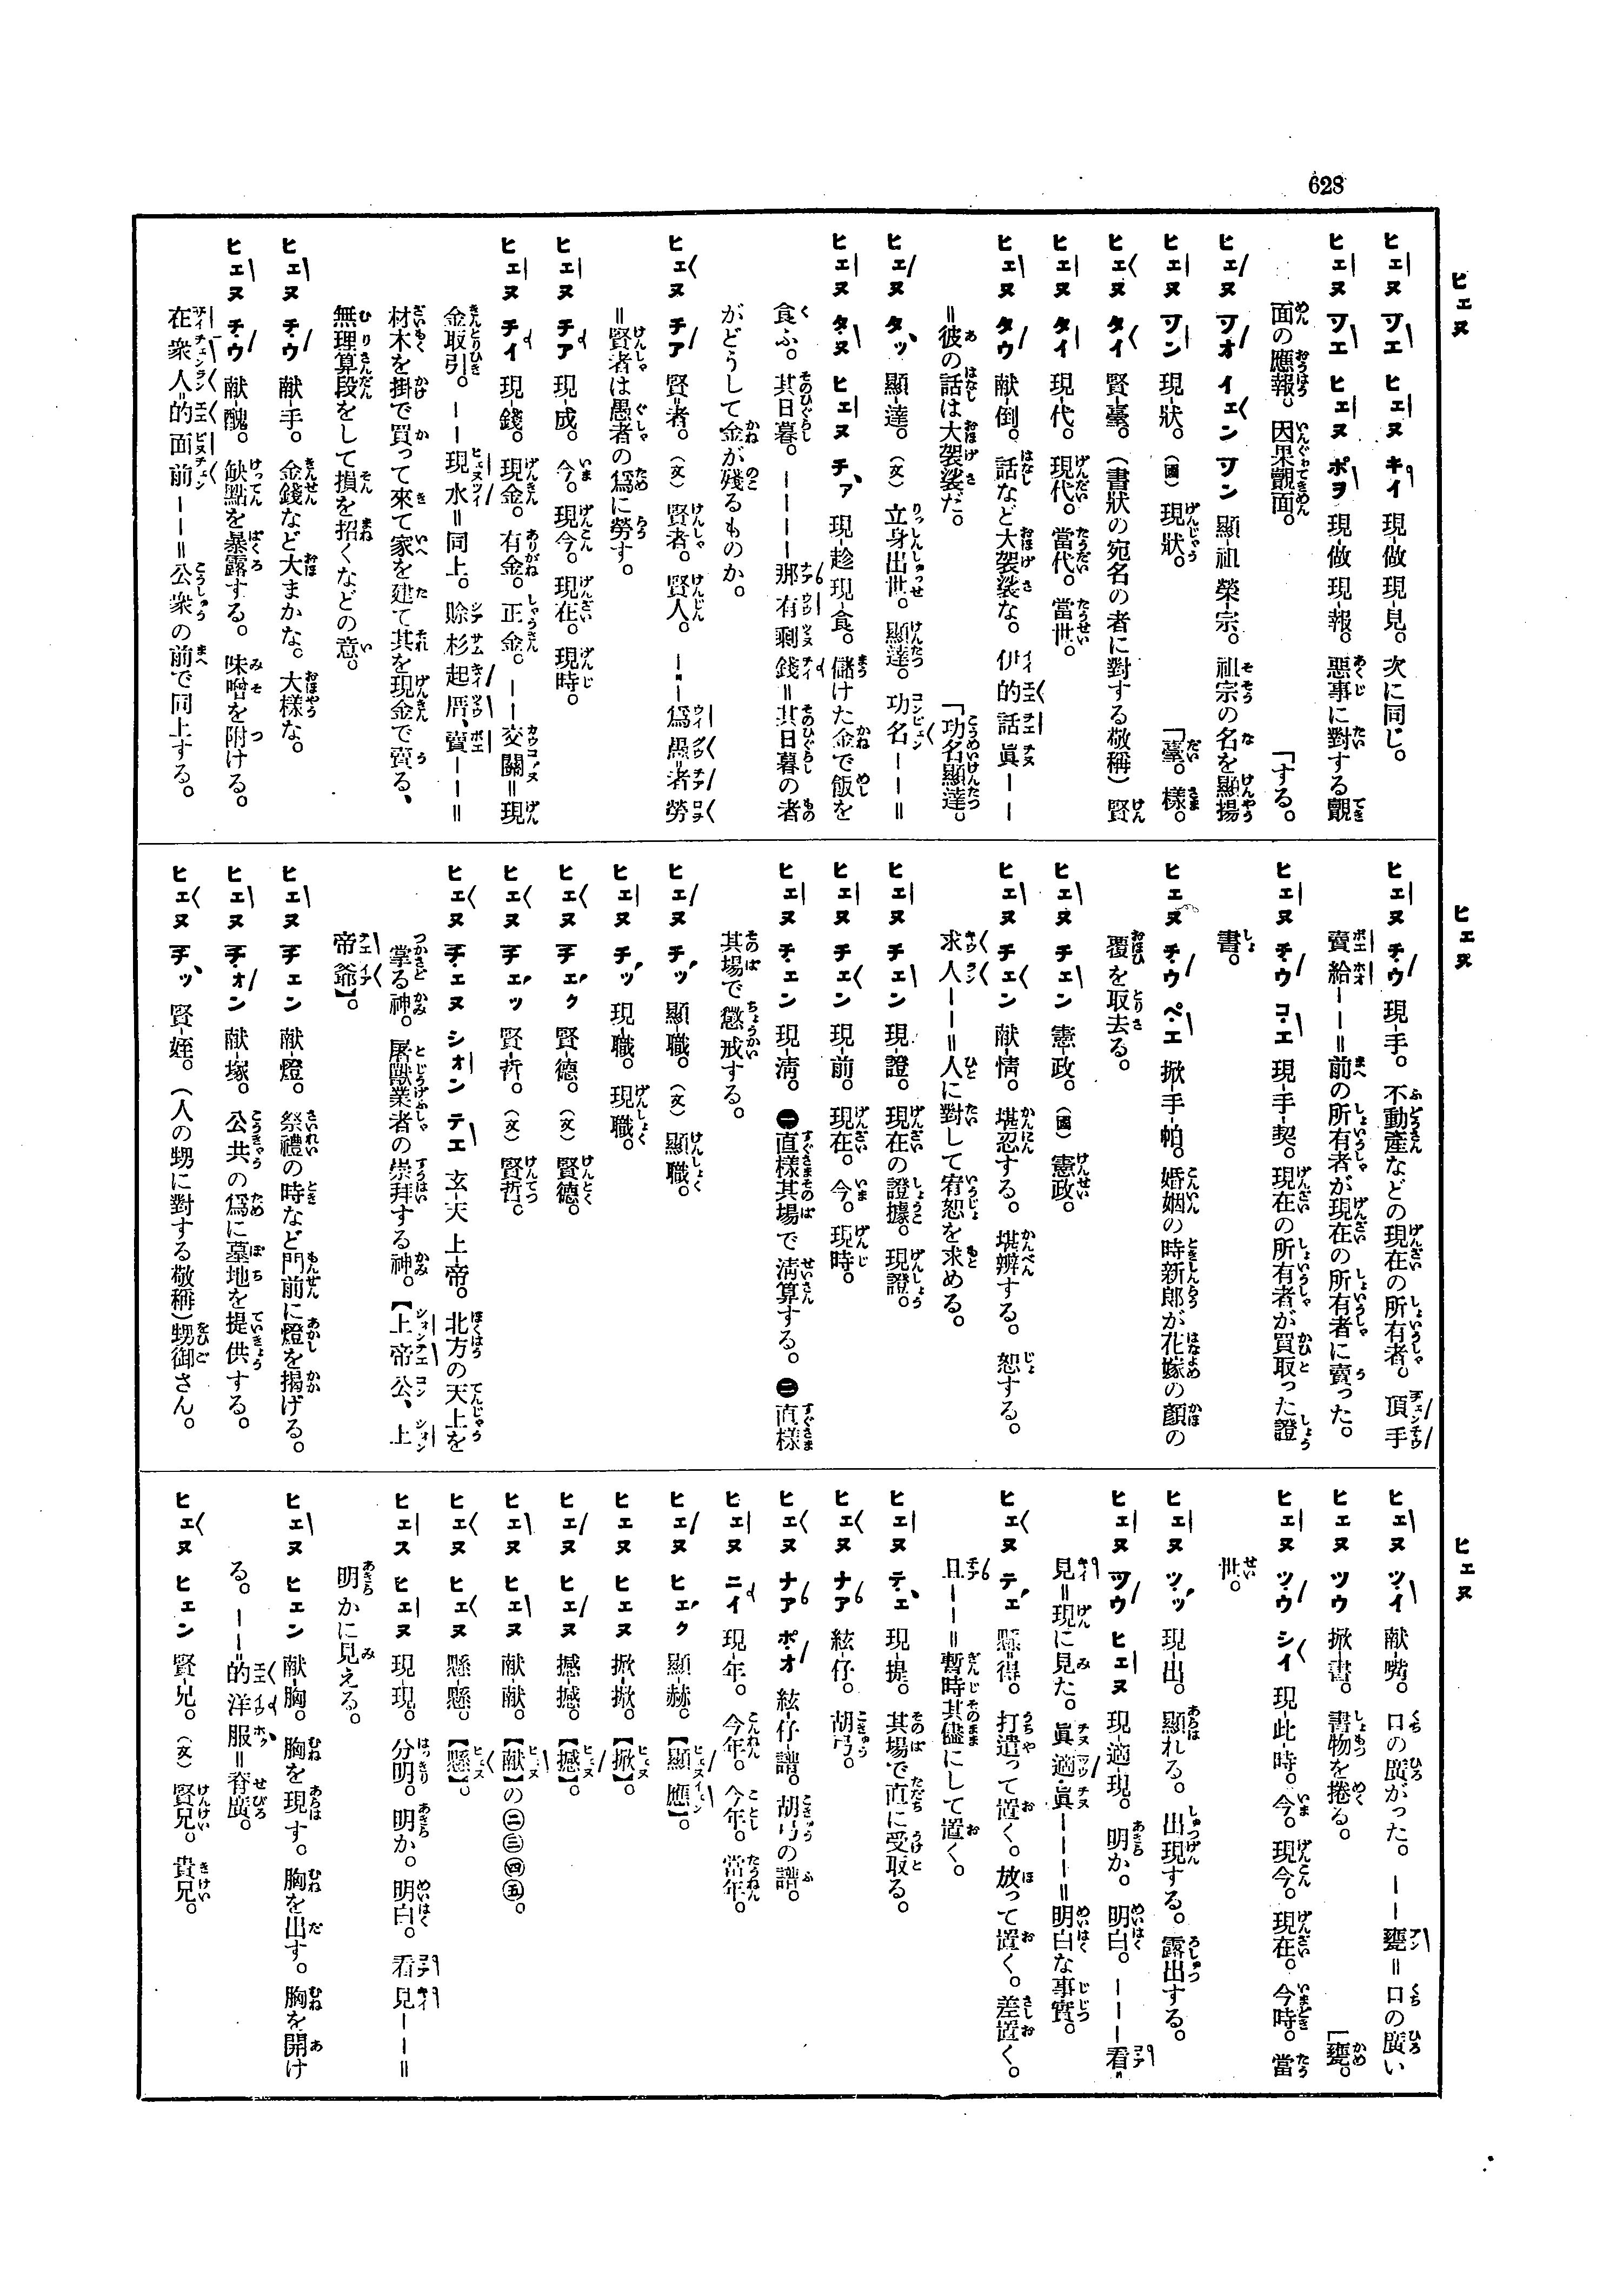 628
ヒェヌ
ヒェヌ ツエ ヒェヌ キイ 現-做 現-見。次に同じ。
ヒェヌ ツエ ヒェヌ ポヲ 現-做 現-報。惡事に對する覿
面の應報。因果覿面。
「する。
ヒェヌ ツオ イェン ツン 顯-祖 榮-宗。祖宗の名を顯揚
ヒェヌ ツン 現-狀。(國) 現狀。
「臺。樣。
ヒェヌ タイ 賢-臺。(書狀の宛名の者に對する敬稱) 賢
ヒェヌ タイ 現-代。現代。當代。當世。
ヒェヌ タウ 献-倒。話など大袈裟な。伊 的 話 眞——
=彼の話は大袈裟だ。
「功名顯達。
ヒェヌ タッ 顯-達。(文) 立身出世。顯達。功名——=
ヒェヌ タヌ ヒェヌ チァ 現-趁 現-食。儲けた金で飯を
食ふ。其日暮。————那 有 剩 錢=其日暮の者
がどうして金が殘るものか。
ヒェヌ チア 賢-者。(文) 賢者。賢人。——爲 愚-者 勞
=賢者は愚者の爲に勞す。
ヒェヌ チア 現-成。今。現今。現在。現時。
ヒェヌ チイ 現-錢。現金。有金。正金。——交關=現
金取引。——現 水=同上。賒 杉 起 厝、賣——=
材木を掛で買って來て家を建て其を現金で賣る、
無理算段をして損を招くなどの意。
ヒェヌ チウ 献-手。金錢など大まかな。大樣な。
ヒェヌ チウ 献-醜。缺點を暴露する。味噌を附ける。
在 衆 人-的 面 前——=公衆の前で同上する。
ヒェヌ
ヒェヌ チウ 現-手。不動產などの現在の所有者。頂 手
賣 給——=前の所有者が現在の所有者に賣った。
ヒェヌ チウ コエ 現-手-契。現在の所有者が買取った證
書。
ヒェヌ チウ ペエ 掀-手-帕。婚姻の時新郎が花嫁の顏の
覆を取去る。
ヒェヌ チェン 憲-政。(國) 憲政。
ヒェヌ チェン 献-情。堪忍する。堪辨する。恕する。
求 人——=人に對して宥恕を求める。
ヒェヌ チェン 現-證。現在の證據。現證。
ヒェヌ チェン 現-前。現在。今。現時。
ヒェヌ チェン 現-淸。㊀直樣其場で淸算する。㊁直樣
其場で懲戒する。
ヒェヌ チッ 顯-職。(文) 顯職。
ヒェヌ チッ 現-職。現職。
ヒェヌ チェク 賢-德。(文) 賢德。
ヒェヌ チェッ 賢-哲。(文) 賢哲。
ヒェヌ チェヌ シォン テエ 玄-天 上-帝。北方の天上を
掌る神。屠獸業者の崇拜する神。【上 帝 公、上
帝 爺】。
ヒェヌ チェン 献-燈。祭禮の時など門前に燈を揭げる。
ヒェヌ チォン 献-塚。公共の爲に墓地を提供する。
ヒェヌ チッ 賢-姪。(人の甥に對する敬稱) 甥御さん。
ヒェヌ
ヒェヌ ツイ 献-嘴。口の廣がった。——甕=口の廣い
「甕。
ヒェヌ ツウ 掀-書。書物を捲る。
ヒェヌ ツウ シイ 現-此-時。今。現今。現在。今時。當
世。
ヒェヌ ツッ 現-出。顯れる。出現する。露出する。
ヒェヌ ツウ ヒェヌ 現-適-現。明か。明白。———看-
見=現に見た。眞 適-眞———=明白な事實。
ヒェヌ テェ 懸-得。打遣って置く。放って置く。差置く。
且——=暫時其儘にして置く。
ヒェヌ テェ 現-提。其場で直に受取る。
ヒェヌ ナア 絃-仔。胡弓。
ヒェヌ ナア ポオ 絃-仔-譜。胡弓の譜。
ヒェヌ ニイ 現-年。今年。今年。當年。
ヒェヌ ヒェク 顯-赫。【顯 應】。
ヒェヌ ヒェヌ 掀-掀。【掀】。
ヒェヌ ヒェヌ 撼-撼。【撼】。
ヒェヌ ヒェヌ 献-献。【献】の㊁㊂㊃㊄。
ヒェヌ ヒェヌ 懸-懸。【懸】。
ヒェス ヒェヌ 現-現。分明。明か。明白。看 見——=
明かに見える。
ヒェヌ ヒェン 献-胸。胸を現す。胸を出す。胸を開け
る。——的 洋 服=脊廣。
ヒェヌ ヒェン 賢-兄。(文) 賢兄。貴兄。